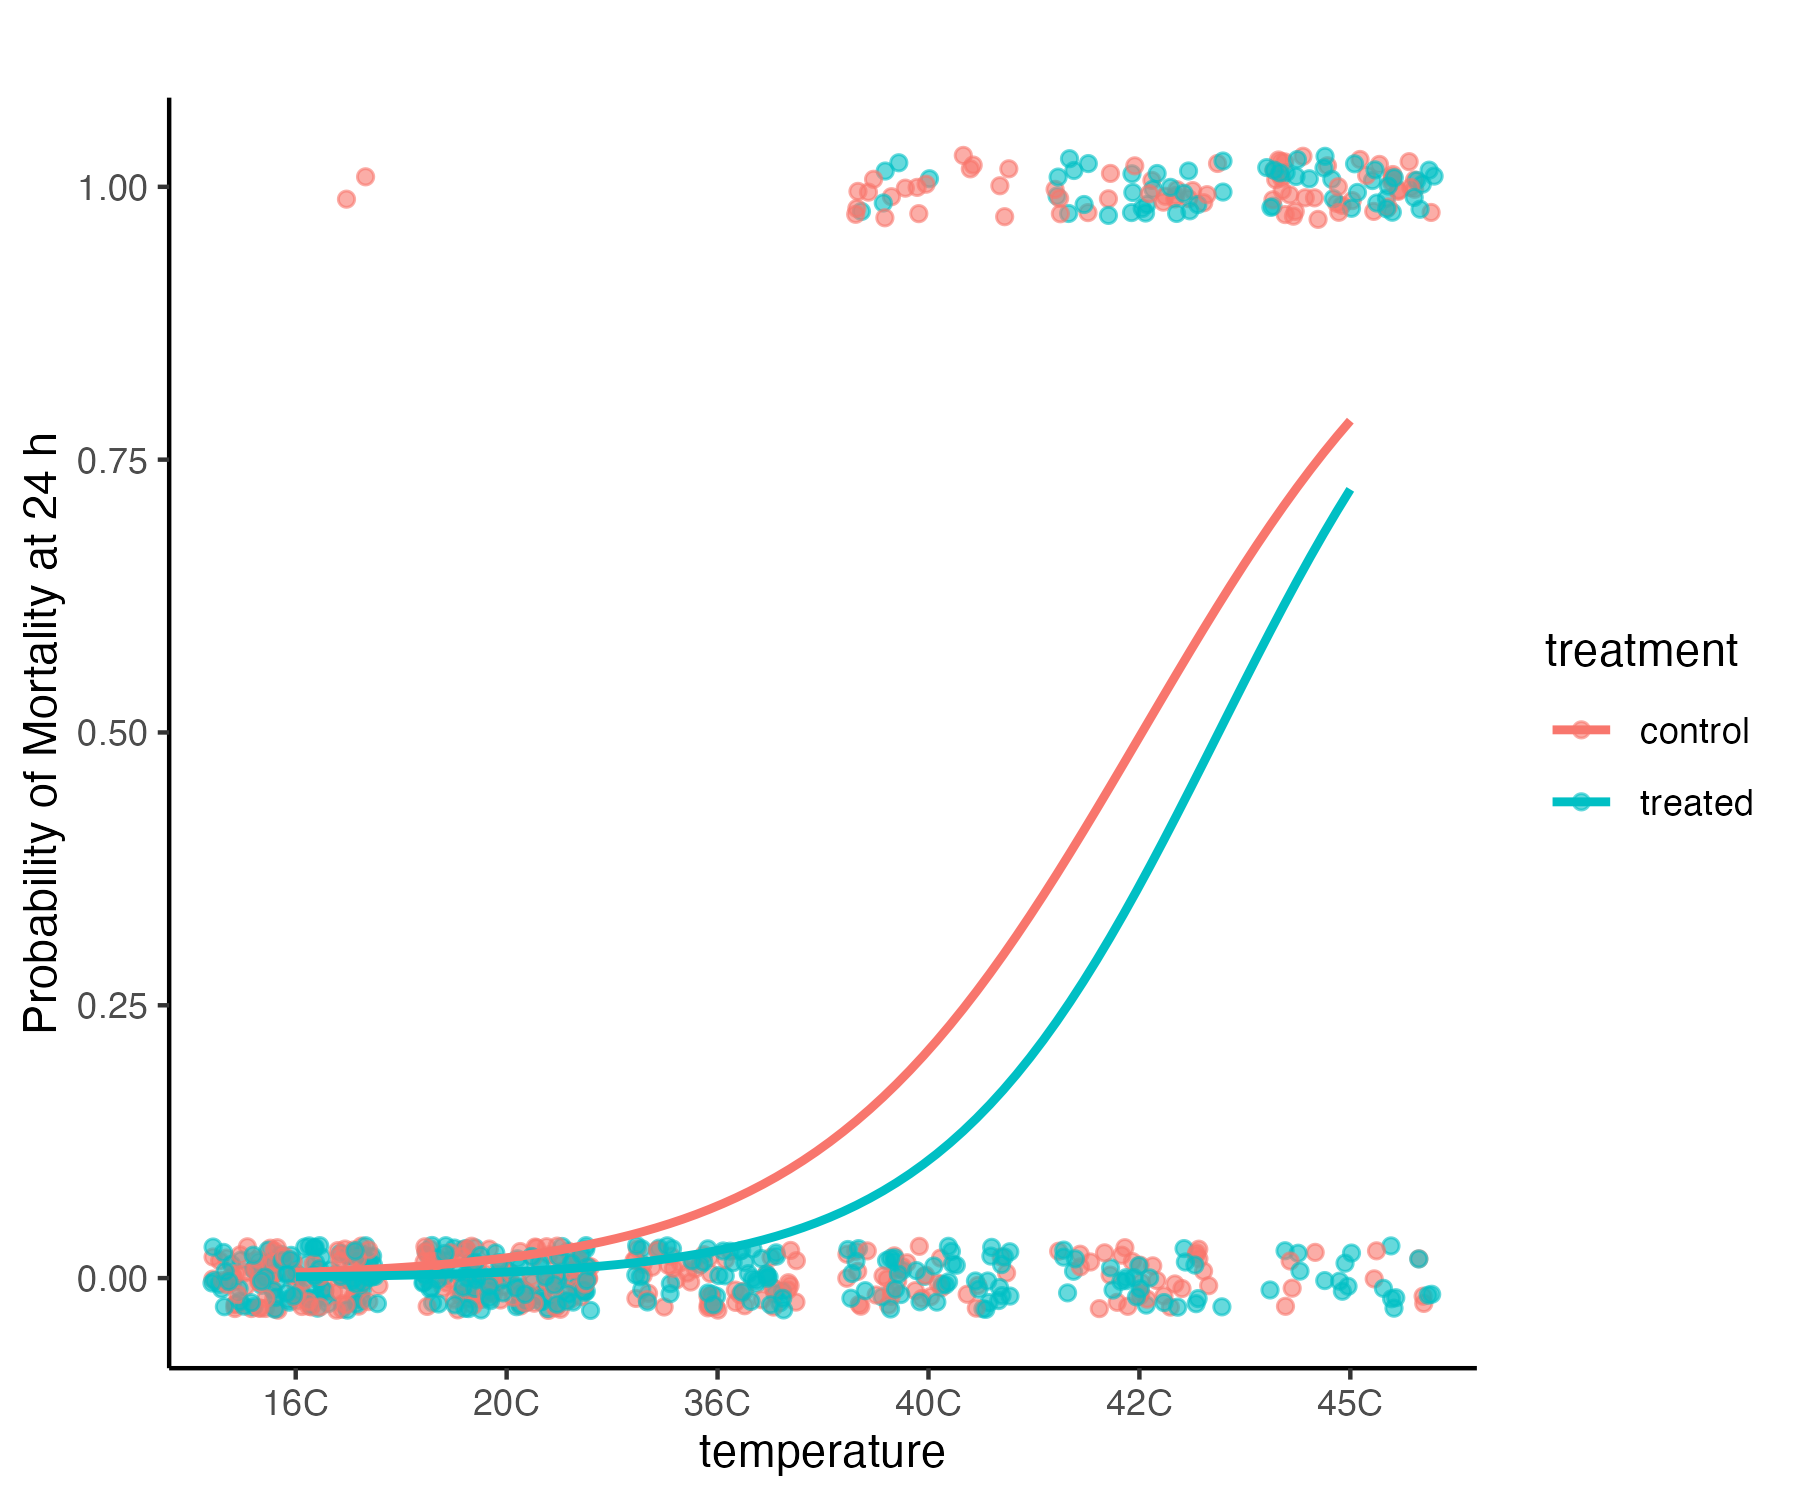 Probability of Mortality at 24 h
1.00
0.75
0.50
0.25
0.00
16C 20C 36C 40C 42C 45C
temperature
treatment
control
treated